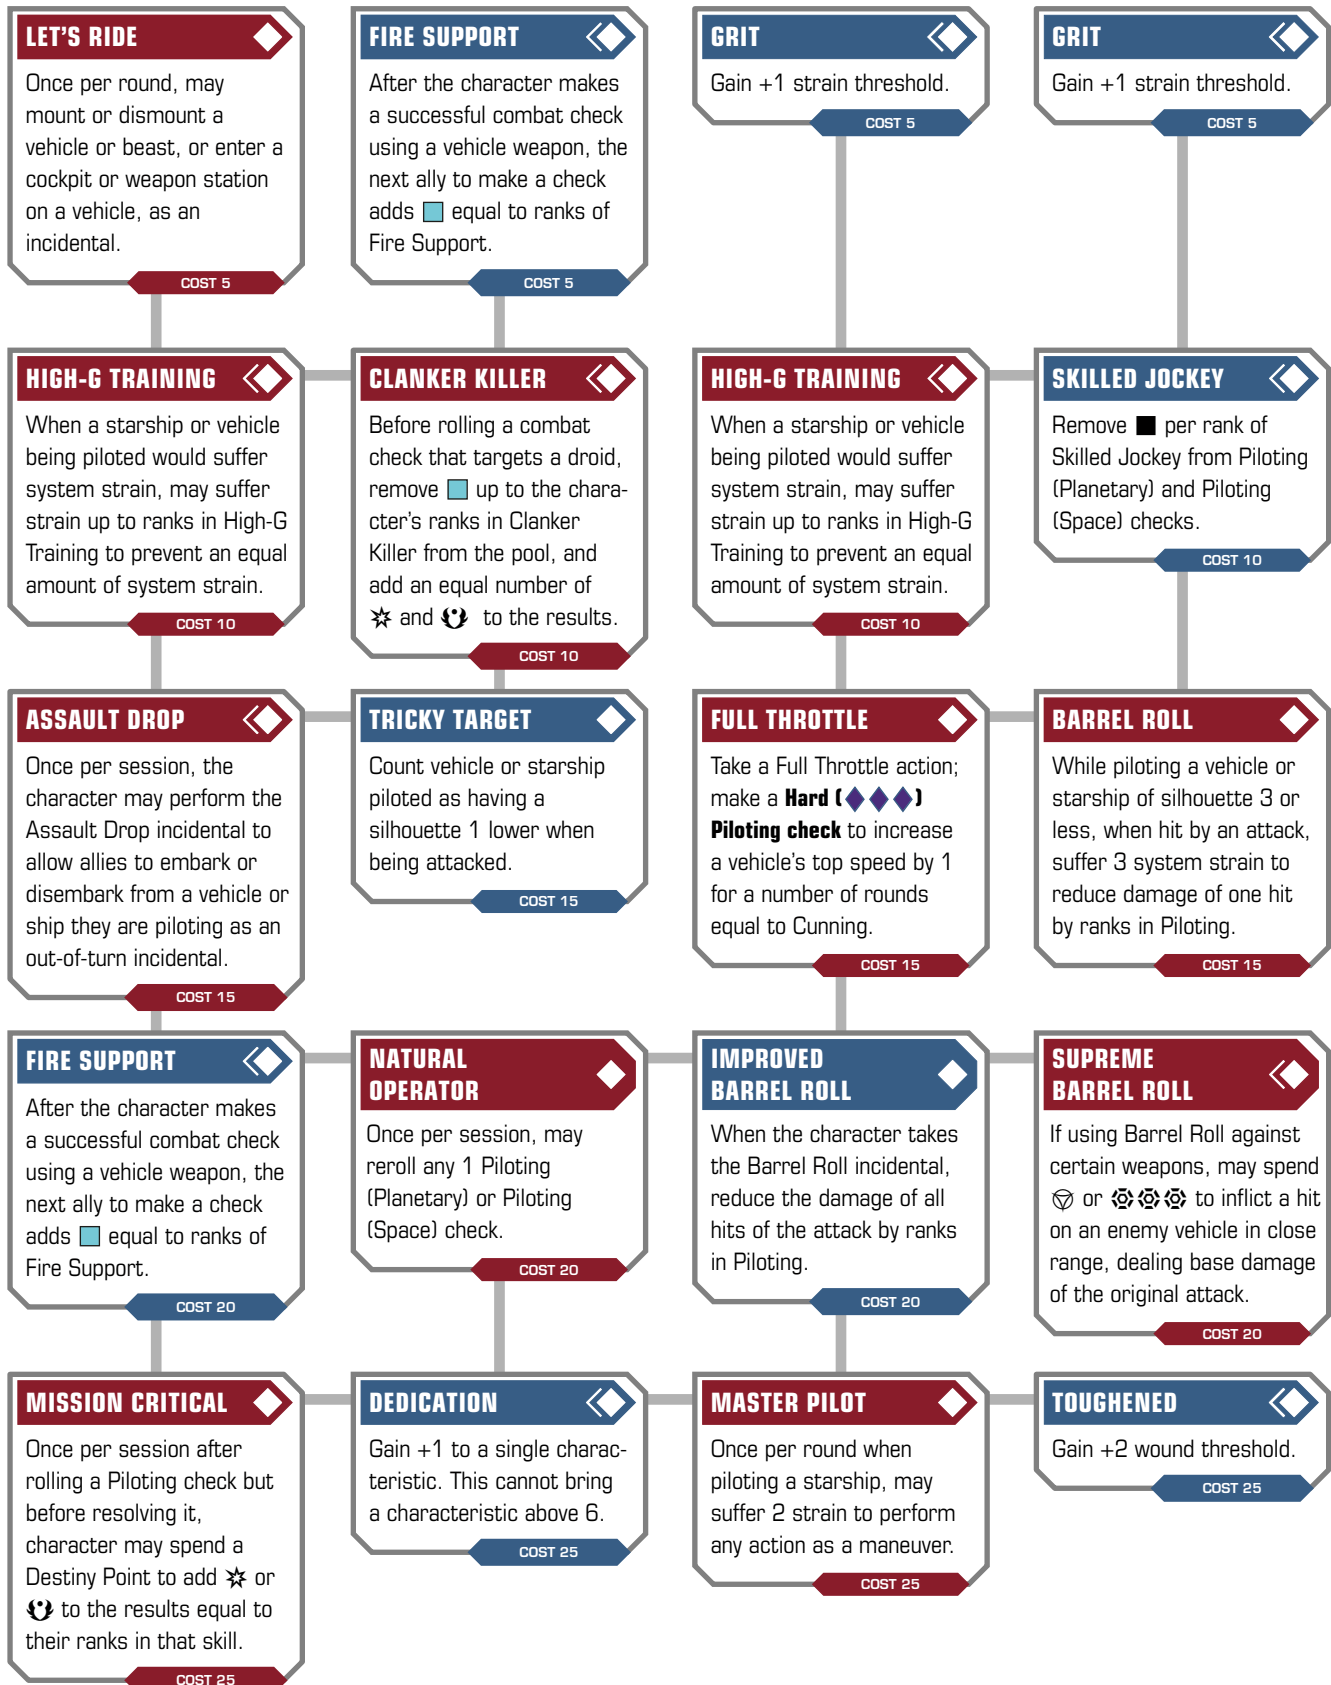 LET'S RIDE
Once per round, may
mount or dismount a
vehicle or beast, or enter a
cockpit or weapon station
on a vehicle, as an
incidental.
COST 5
FIRE SUPPORT
After the character makes
a successful combat check
using a vehicle weapon, the
next ally to make a check
adds equal to ranks of
Fire Support.
COST 5
GRIT
Gain +1 strain threshold.
COST 5
GRIT
Gain +1 strain threshold.
COST 5
HIGH-G TRAINING
When a starship or vehicle
being piloted would suffer
system strain, may suffer
strain up to ranks in High-G
Training to prevent an equal
amount of system strain.
COST 10
CLANKER KILLER
Before rolling a combat
check that targets a droid,
remove up to the chara-
cter's ranks in Clanker
Killer from the pool, and
add an equal number of
and to the results.
COST 10
HIGH-G TRAINING
When a starship or vehicle
being piloted would suffer
system strain, may suffer
strain up to ranks in High-G
Training to prevent an equal
amount of system strain.
COST 10
SKILLED JOCKEY
Remove per rank of
Skilled Jockey from Piloting
(Planetary) and Piloting
(Space) checks.
COST 10
ASSAULT DROP
Once per session, the
character may perform the
Assault Drop incidental to
allow allies to embark or
disembark from a vehicle or
ship they are piloting as an
out-of-turn incidental.
COST 15
TRICKY TARGET
Count vehicle or starship
piloted as having a
silhouette 1 lower when
being attacked.
COST 15
FULL THROTTLE
Take a Full Throttle action;
make a Hard ( )
Piloting check to increase
a vehicle's top speed by 1
for a number of rounds
equal to Cunning.
COST 15
BARREL ROLL
While piloting a vehicle or
starship of silhouette 3 or
less, when hit by an attack,
suffer 3 system strain to
reduce damage of one hit
by ranks in Piloting.
COST 15
FIRE SUPPORT
After the character makes
a successful combat check
using a vehicle weapon, the
next ally to make a check
adds equal to ranks of
Fire Support.
COST 20
NATURAL
OPERATOR
Once per session, may
reroll any 1 Piloting
(Planetary) or Piloting
(Space) check.
COST 20
IMPROVED
BARREL ROLL
When the character takes
the Barrel Roll incidental,
reduce the damage of all
hits of the attack by ranks
in Piloting.
COST 20
SUPREME
BARREL ROLL
If using Barrel Roll against
certain weapons, may spend
or to inflict a hit
on an enemy vehicle in close
range, dealing base damage
of the original attack.
COST 20
MISSION CRITICAL
Once per session after
rolling a Piloting check but
before resolving it,
character may spend a
Destiny Point to add or
to the results equal to
their ranks in that skill.
COST 25
DEDICATION
Gain +1 to a single charac-
teristic. This cannot bring
a characteristic above 6.
COST 25
MASTER PILOT
Once per round when
piloting a starship, may
suffer 2 strain to perform
any action as a maneuver.
COST 25
TOUGHENED
Gain +2 wound threshold.
COST 25